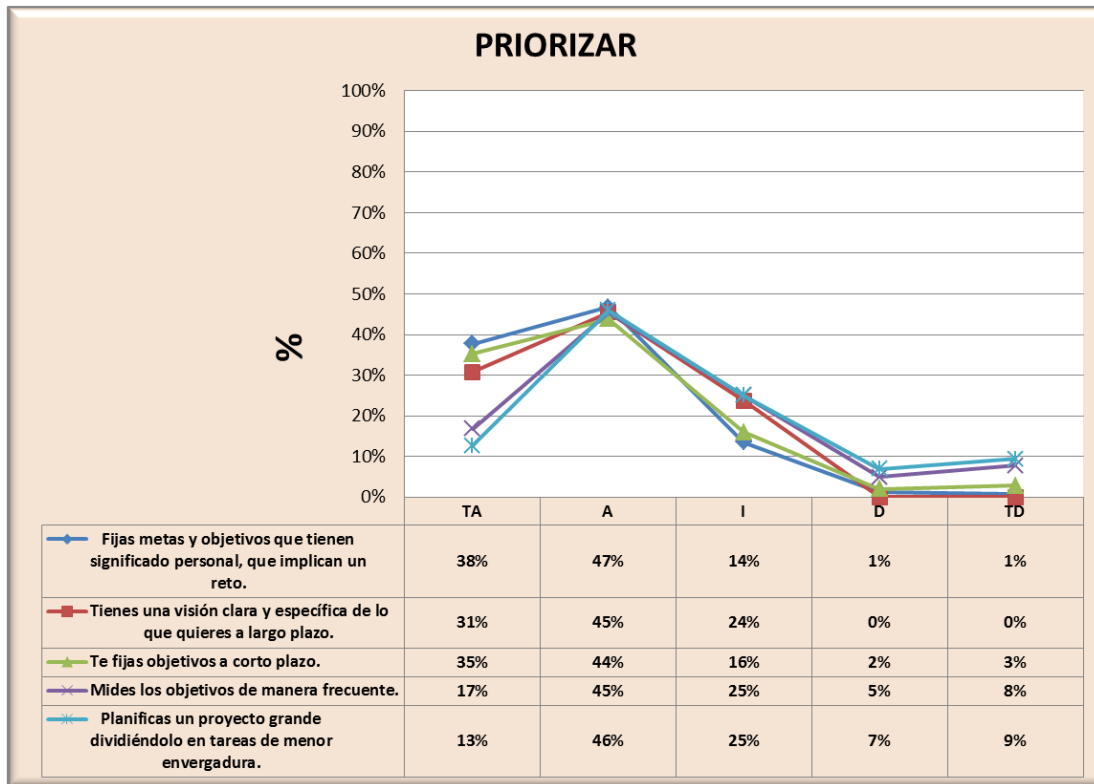 PRIORIZAR
100%
90%
80%
70%
60%
50%
40%
30%
20%
10%
0%
%
TA A I D TD
Fijas metas y objetivos que tienen
significado personal, que implican un
reto.
38% 47% 14% 1% 1%
Tienes una visión clara y específica de lo
que quieres a largo plazo.
31% 45% 24% 0% 0%
Te fijas objetivos a corto plazo. 35% 44% 16% 2% 3%
Mides los objetivos de manera frecuente. 17% 45% 25% 5% 8%
Planificas un proyecto grande
dividiéndolo en tareas de menor
envergadura.
13% 46% 25% 7% 9%